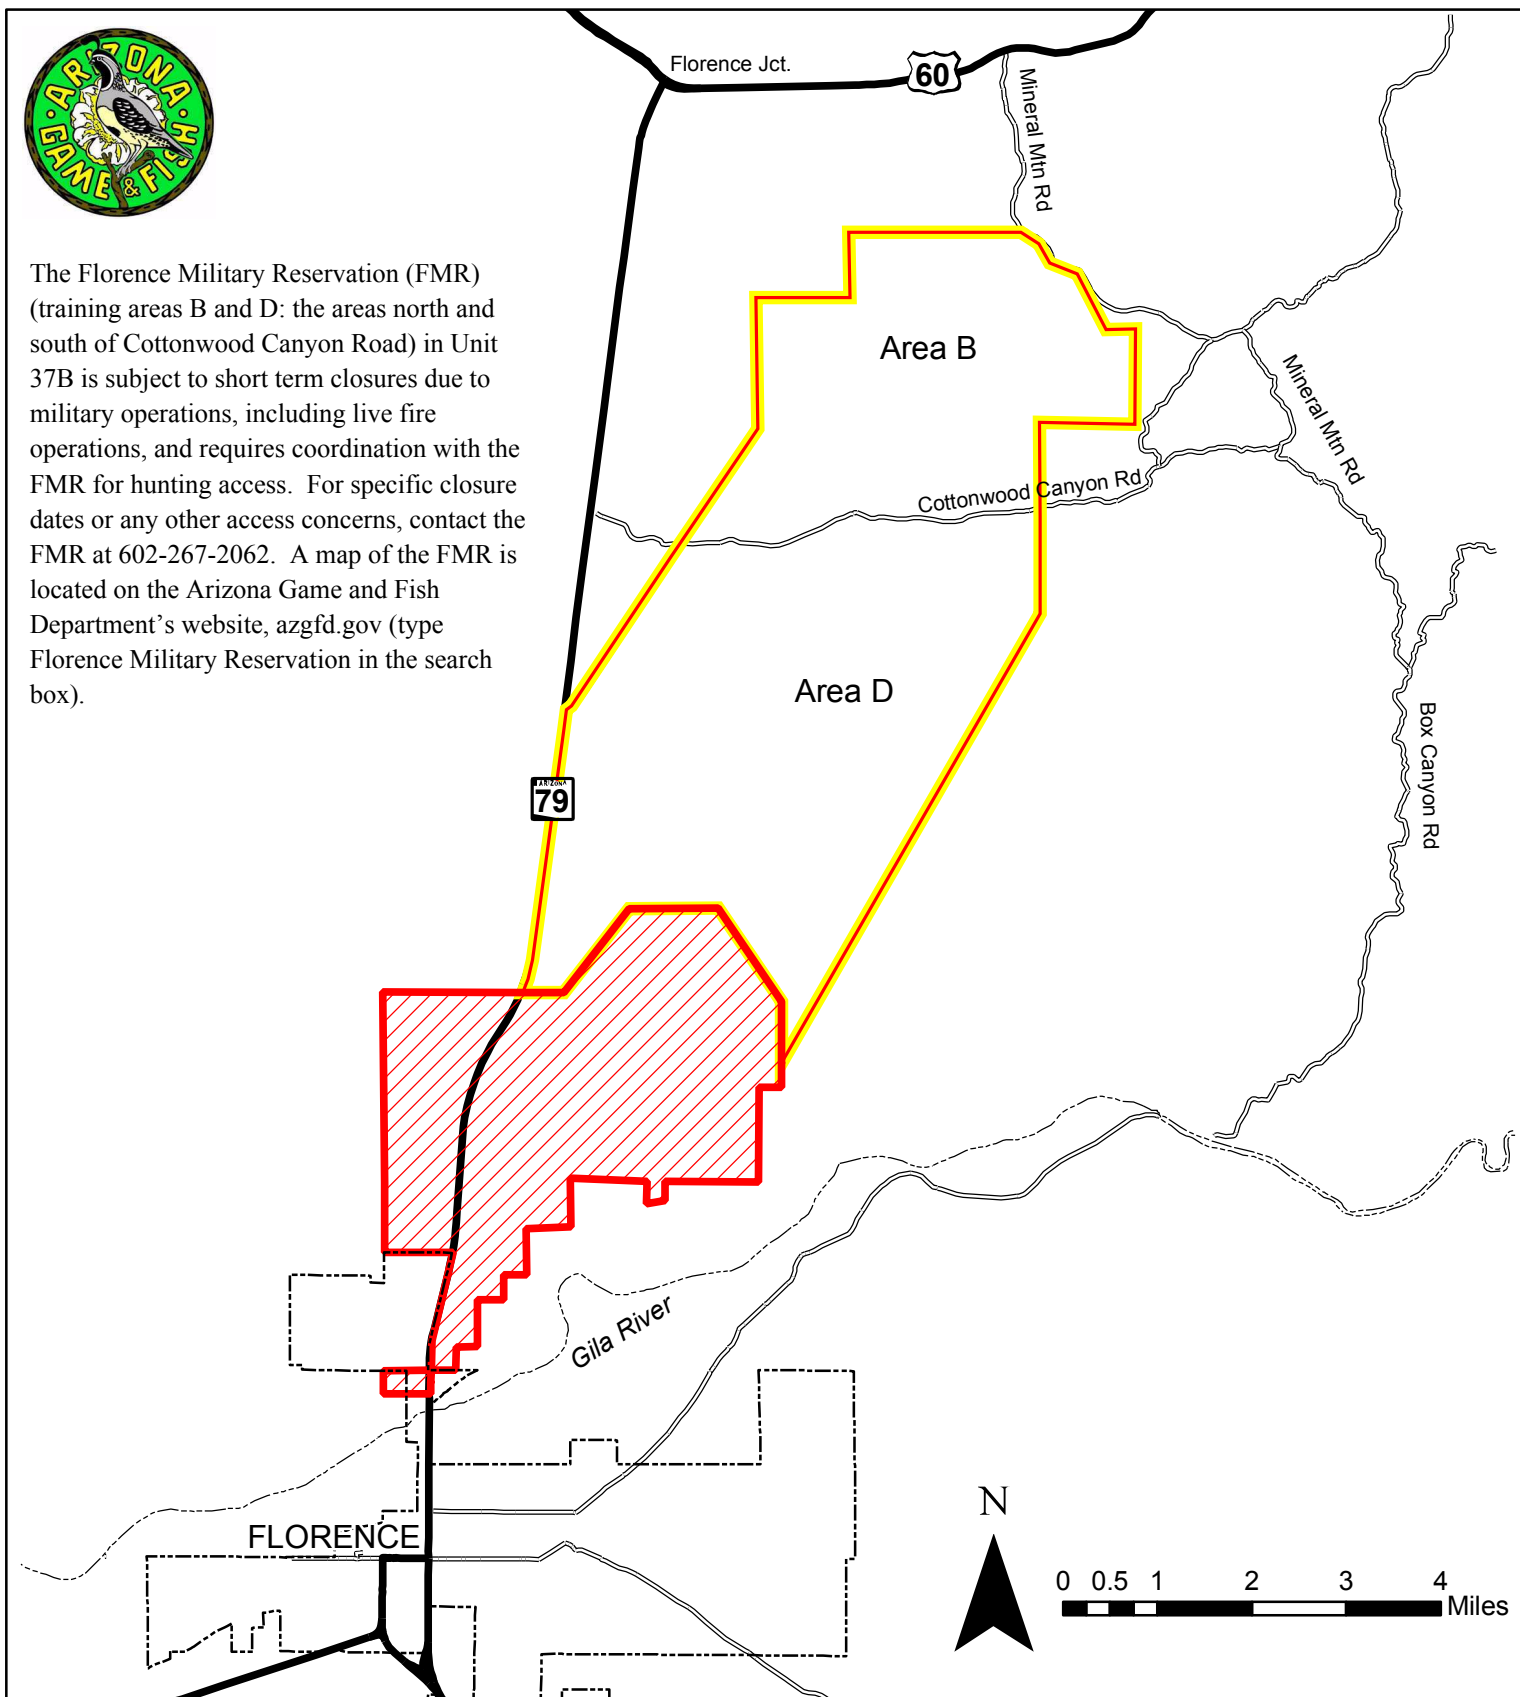 ARIZONA
GAME & FISH
The Florence Military Reservation (FMR)
(training areas B and D: the areas north and
south of Cottonwood Canyon Road) in Unit
37B is subject to short term closures due to
military operations, including live fire
operations, and requires coordination with the
FMR for hunting access.  For specific closure
dates or any other access concerns, contact the
FMR at 602-267-2062.  A map of the FMR is
located on the Arizona Game and Fish
Department’s website, azgfd.gov (type
Florence Military Reservation in the search
box).
Florence Jct.
60
Mineral Mtn Rd
Area B
Mineral Mtn Rd
Cottonwood Canyon Rd
Area D
Box Canyon Rd
ARIZONA
79
Gila River
FLORENCE
N
0 0.5 1 2 3 4
Miles